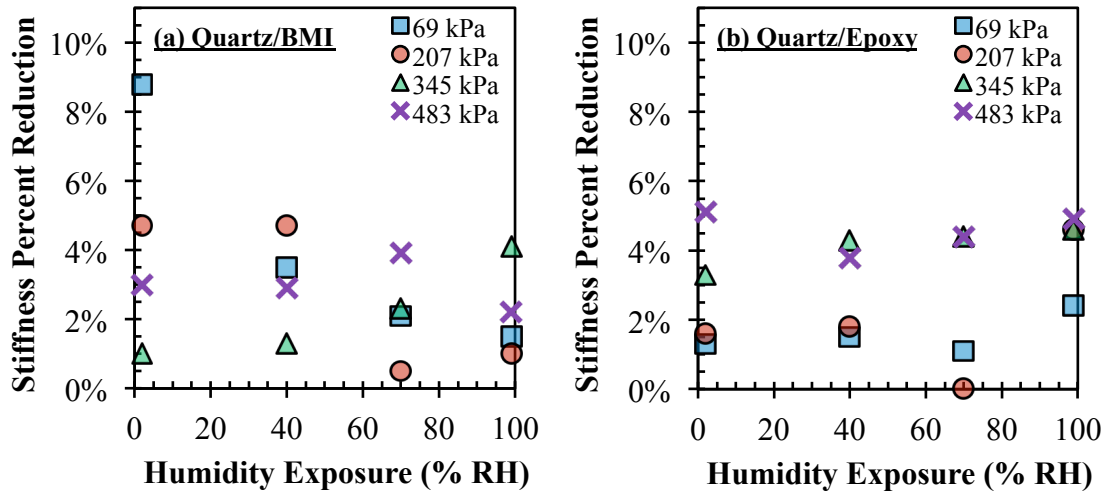 (a) Quartz/BMI
69 kPa
207 kPa
345 kPa
483 kPa
10%
8%
6%
4%
2%
0%
0 20 40 60 80 100
Stiffness Percent Reduction
Humidity Exposure (% RH)
(b) Quartz/Epoxy
69 kPa
207 kPa
345 kPa
483 kPa
10%
8%
6%
4%
2%
0%
0 20 40 60 80 100
Stiffness Percent Reduction
Humidity Exposure (% RH)